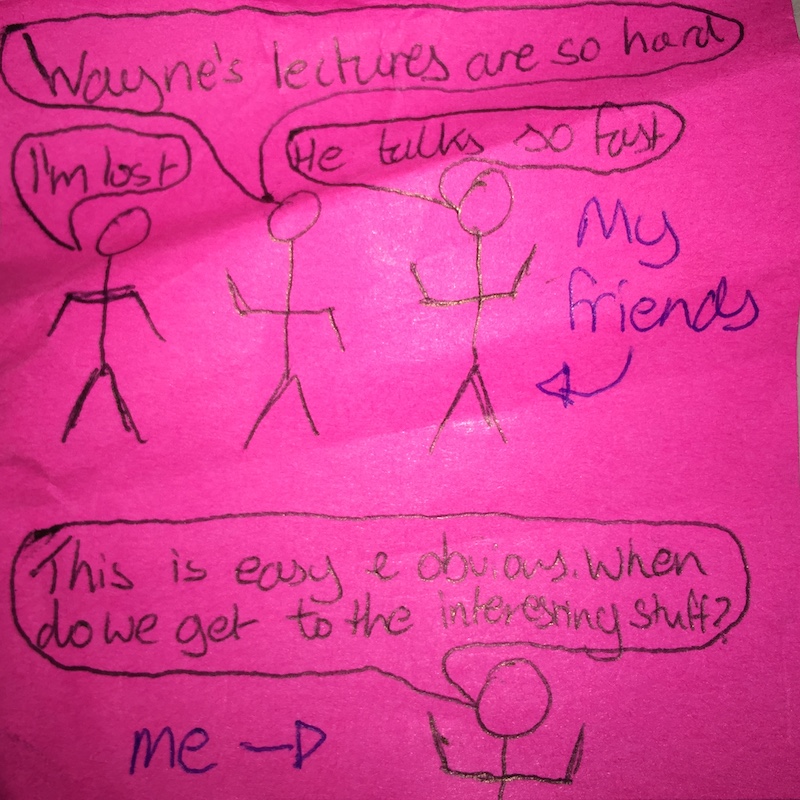 Wayne's lectures are so hard
I'm lost
He talks so fast
My
friends
This is easy & obvious. When
do we get to the interesting stuff?
me